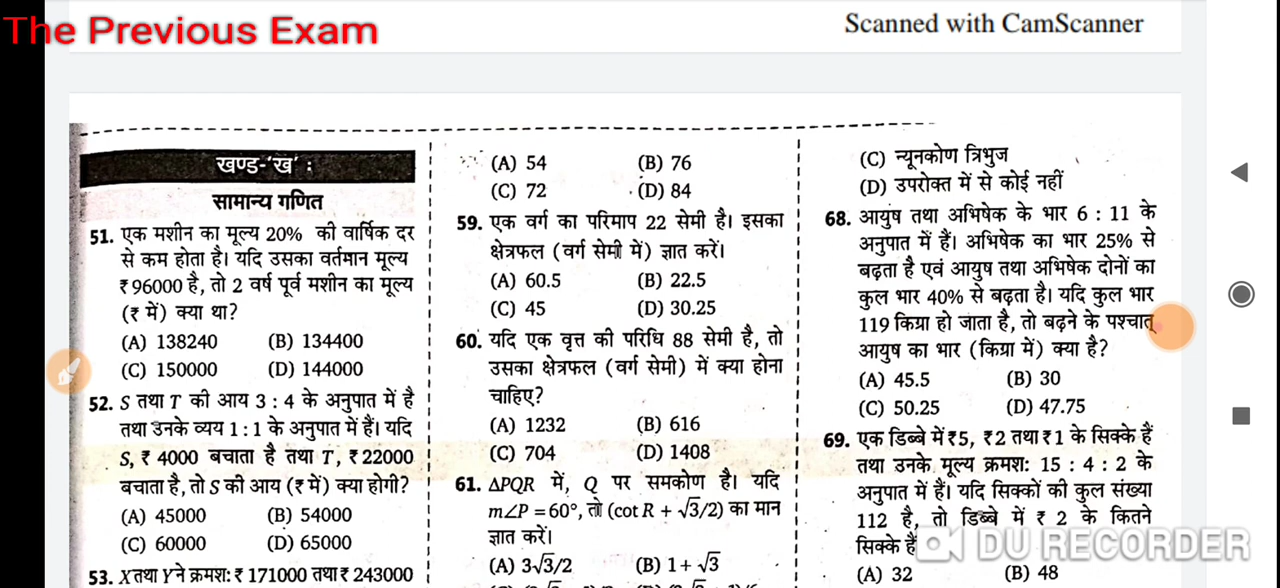 The Previous Exam
Scanned with CamScanner
खण्ड-'ख' :
सामान्य गणित
51. एक मशीन का मूल्य 20% की वार्षिक दर
से कम होता है। यदि उसका वर्तमान मूल्य
₹ 96000 है, तो 2 वर्ष पूर्व मशीन का मूल्य
(₹ में) क्या था?
(A) 138240 (B) 134400
(C) 150000 (D) 144000
52. S तथा T की आय 3 : 4 के अनुपात में है
तथा उनके व्यय 1 : 1 के अनुपात में हैं। यदि
S, ₹ 4000 बचाता है तथा T, ₹ 22000
बचाता है, तो S की आय (₹ में) क्या होगी?
(A) 45000 (B) 54000
(C) 60000 (D) 65000
53. X तथा Y ने क्रमश: ₹ 171000 तथा ₹ 243000
(A) 54 (B) 76
(C) 72 (D) 84
59. एक वर्ग का परिमाप 22 सेमी है। इसका
क्षेत्रफल (वर्ग सेमी में) ज्ञात करें।
(A) 60.5 (B) 22.5
(C) 45 (D) 30.25
60. यदि एक वृत्त की परिधि 88 सेमी है, तो
उसका क्षेत्रफल (वर्ग सेमी) में क्या होना
चाहिए?
(A) 1232 (B) 616
(C) 704 (D) 1408
61. ΔPQR में, Q पर समकोण है। यदि
m∠P = 60°, तो (cot R + √3/2) का मान
ज्ञात करें।
(A) 3√3/2 (B) 1 + √3
(C) न्यूनकोण त्रिभुज
(D) उपरोक्त में से कोई नहीं
68. आयुष तथा अभिषेक के भार 6 : 11 के
अनुपात में हैं। अभिषेक का भार 25% से
बढ़ता है एवं आयुष तथा अभिषेक दोनों का
कुल भार 40% से बढ़ता है। यदि कुल भार
119 किग्रा हो जाता है, तो बढ़ने के पश्चात्
आयुष का भार (किग्रा में) क्या है?
(A) 45.5 (B) 30
(C) 50.25 (D) 47.75
69. एक डिब्बे में ₹5, ₹2 तथा ₹1 के सिक्के हैं
तथा उनके मूल्य क्रमश: 15 : 4 : 2 के
अनुपात में हैं। यदि सिक्कों की कुल संख्या
112 है, तो डिब्बे में ₹ 2 के कितने
सिक्के हैं
DU RECORDER
(A) 32 (B) 48